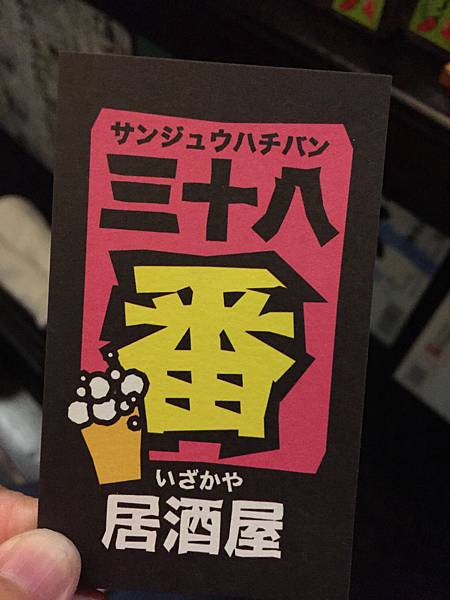 サンジュウハチバン
三十八
番
いざかや
居酒屋